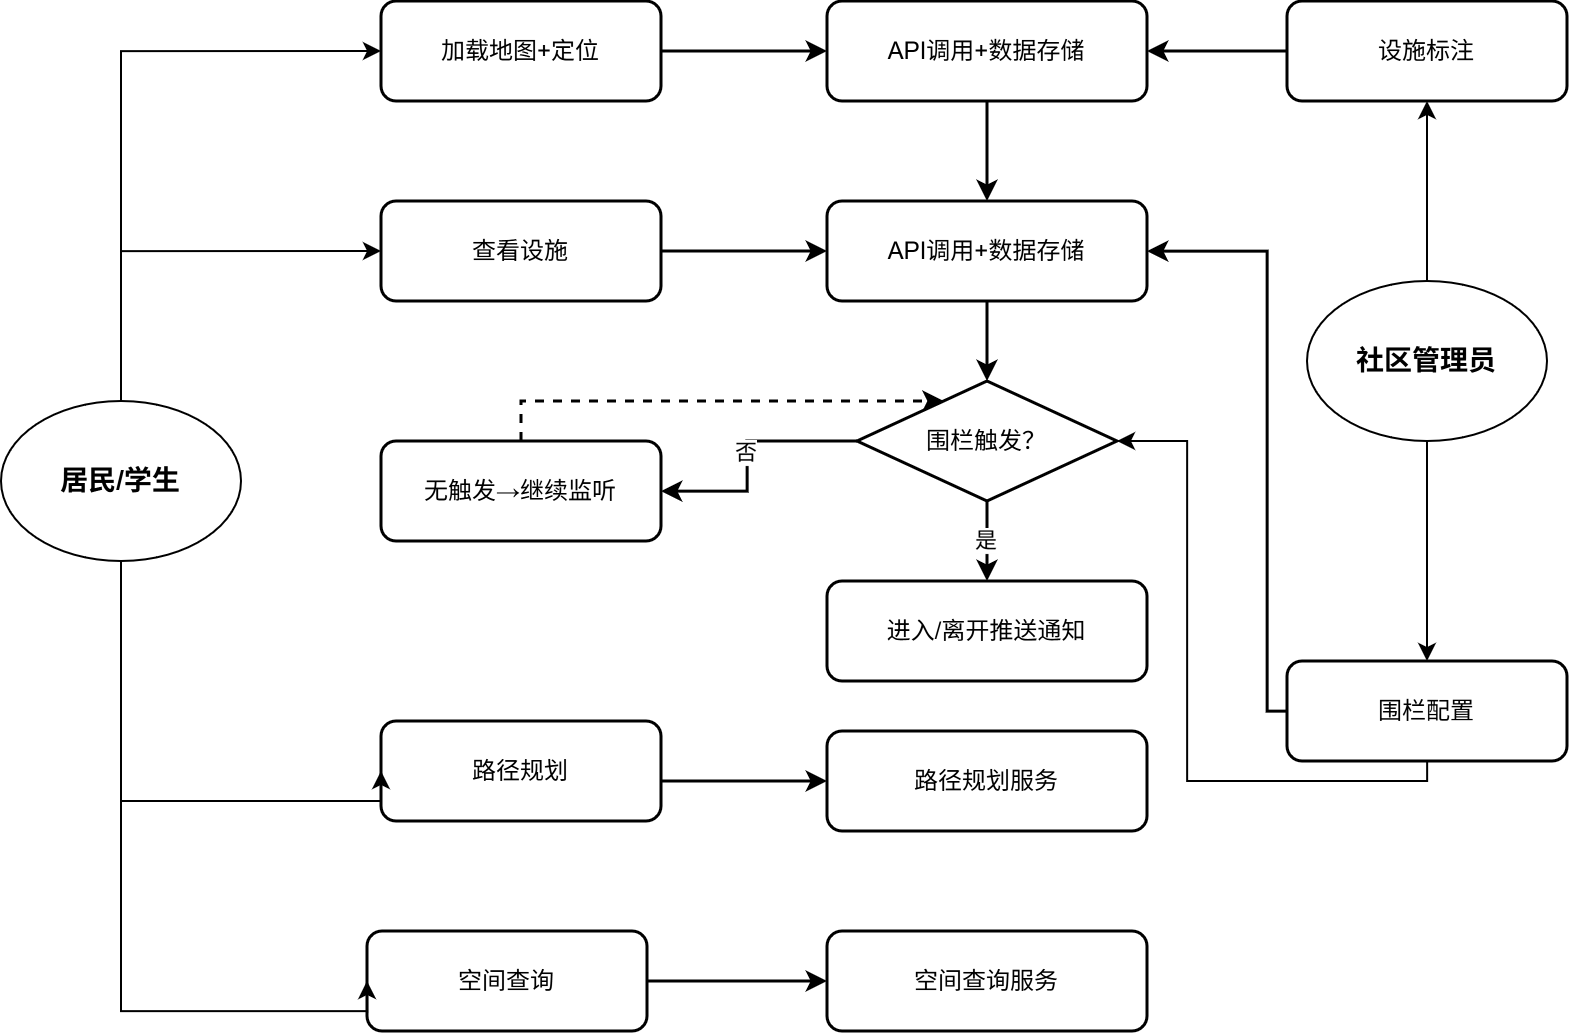 加载地图+定位
API调用+数据存储
设施标注
查看设施
API调用+数据存储
社区管理员
围栏触发?
否
居民/学生
无触发→继续监听
是
进入/离开推送通知
围栏配置
路径规划
路径规划服务
空间查询
空间查询服务